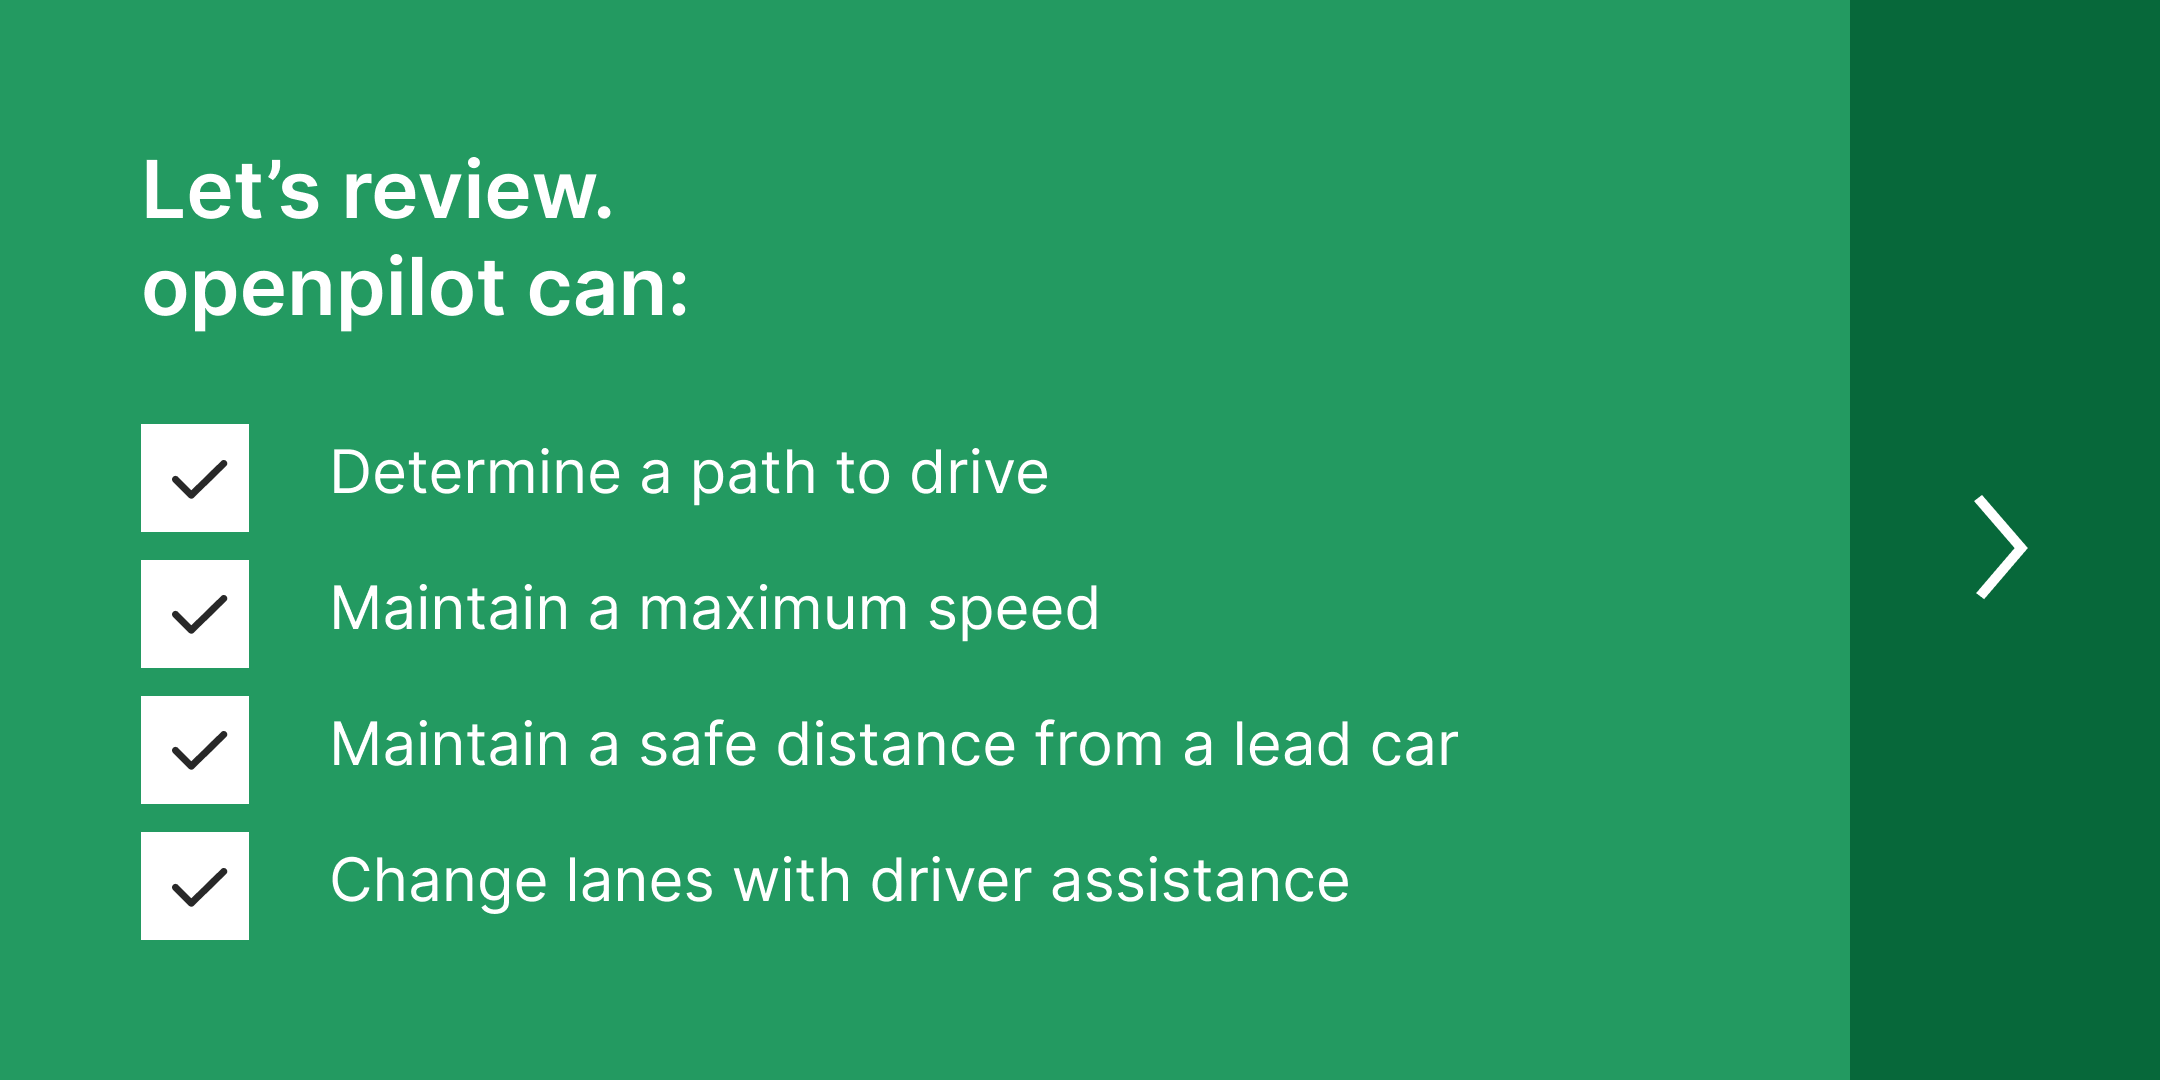 Let’s review.
openpilot can:
Determine a path to drive
Maintain a maximum speed
Maintain a safe distance from a lead car
Change lanes with driver assistance